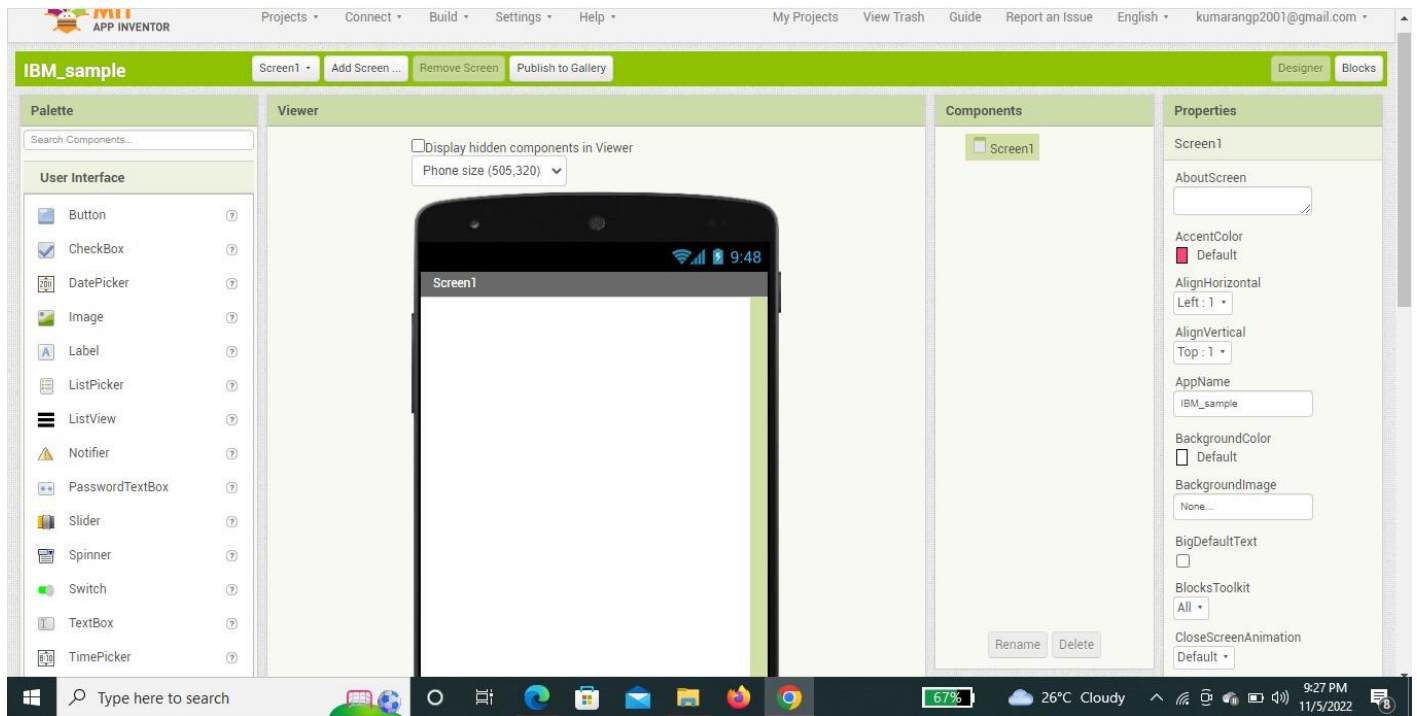 MIT
APP INVENTOR
Projects Connect Build Settings Help My Projects View Trash Guide Report an Issue English kumarangp2001@gmail.com
IBM_sample Screen1 Add Screen ... Remove Screen Publish to Gallery Designer Blocks
Palette
Search Components...
User Interface
Button ?
CheckBox ?
DatePicker ?
Image ?
Label ?
ListPicker ?
ListView ?
Notifier ?
PasswordTextBox ?
Slider ?
Spinner ?
Switch ?
TextBox ?
TimePicker ?
Viewer
Display hidden components in Viewer
Phone size (505,320)
9:48
Screen1
Components
Screen1
Rename Delete
Properties
Screen1
AboutScreen
AccentColor
Default
AlignHorizontal
Left : 1
AlignVertical
Top : 1
AppName
IBM_sample
BackgroundColor
Default
BackgroundImage
None...
BigDefaultText
BlocksToolkit
All
CloseScreenAnimation
Default
Type here to search 67% 26°C Cloudy 9:27 PM
11/5/2022 8